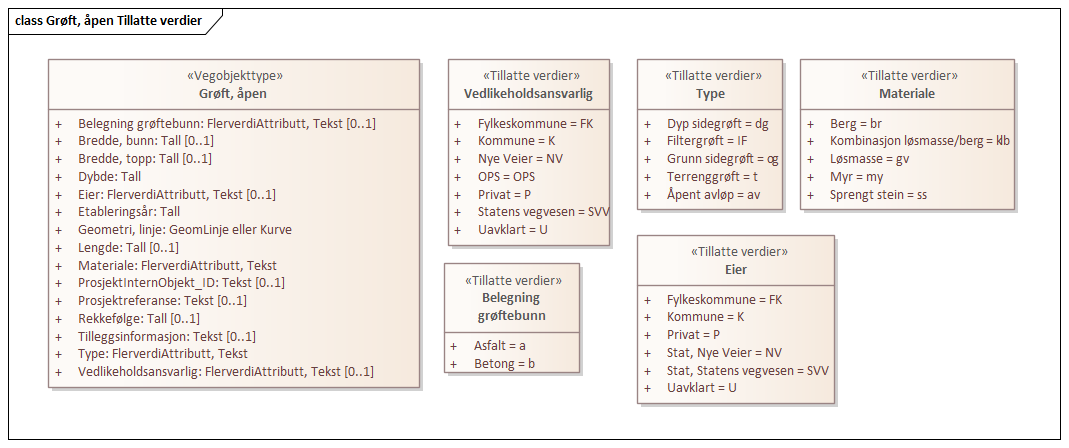 class Grøft, åpen Tillatte verdier
«Vegobjekttype»
Grøft, åpen
+ Belegning grøftebunn: FlerverdiAttributt, Tekst [0..1]
+ Bredde, bunn: Tall [0..1]
+ Bredde, topp: Tall [0..1]
+ Dybde: Tall
+ Eier: FlerverdiAttributt, Tekst [0..1]
+ Etableringsår: Tall
+ Geometri, linje: GeomLinje eller Kurve
+ Lengde: Tall [0..1]
+ Materiale: FlerverdiAttributt, Tekst
+ ProsjektInternObjekt_ID: Tekst [0..1]
+ Prosjektreferanse: Tekst [0..1]
+ Rekkefølge: Tall [0..1]
+ Tilleggsinformasjon: Tekst [0..1]
+ Type: FlerverdiAttributt, Tekst
+ Vedlikeholdsansvarlig: FlerverdiAttributt, Tekst [0..1]
«Tillatte verdier»
Vedlikeholdsansvarlig
+ Fylkeskommune = FK
+ Kommune = K
+ Nye Veier = NV
+ OPS = OPS
+ Privat = P
+ Statens vegvesen = SVV
+ Uavklart = U
«Tillatte verdier»
Type
+ Dyp sidegrøft = dg
+ Filtergrøft = IF
+ Grunn sidegrøft = gg
+ Terrenggrøft = t
+ Åpent avløp = av
«Tillatte verdier»
Materiale
+ Berg = br
+ Kombinasjon løsmasse/berg = klb
+ Løsmasse = gv
+ Myr = my
+ Sprengt stein = ss
«Tillatte verdier»
Belegning
grøftebunn
+ Asfalt = a
+ Betong = b
«Tillatte verdier»
Eier
+ Fylkeskommune = FK
+ Kommune = K
+ Privat = P
+ Stat, Nye Veier = NV
+ Stat, Statens vegvesen = SVV
+ Uavklart = U